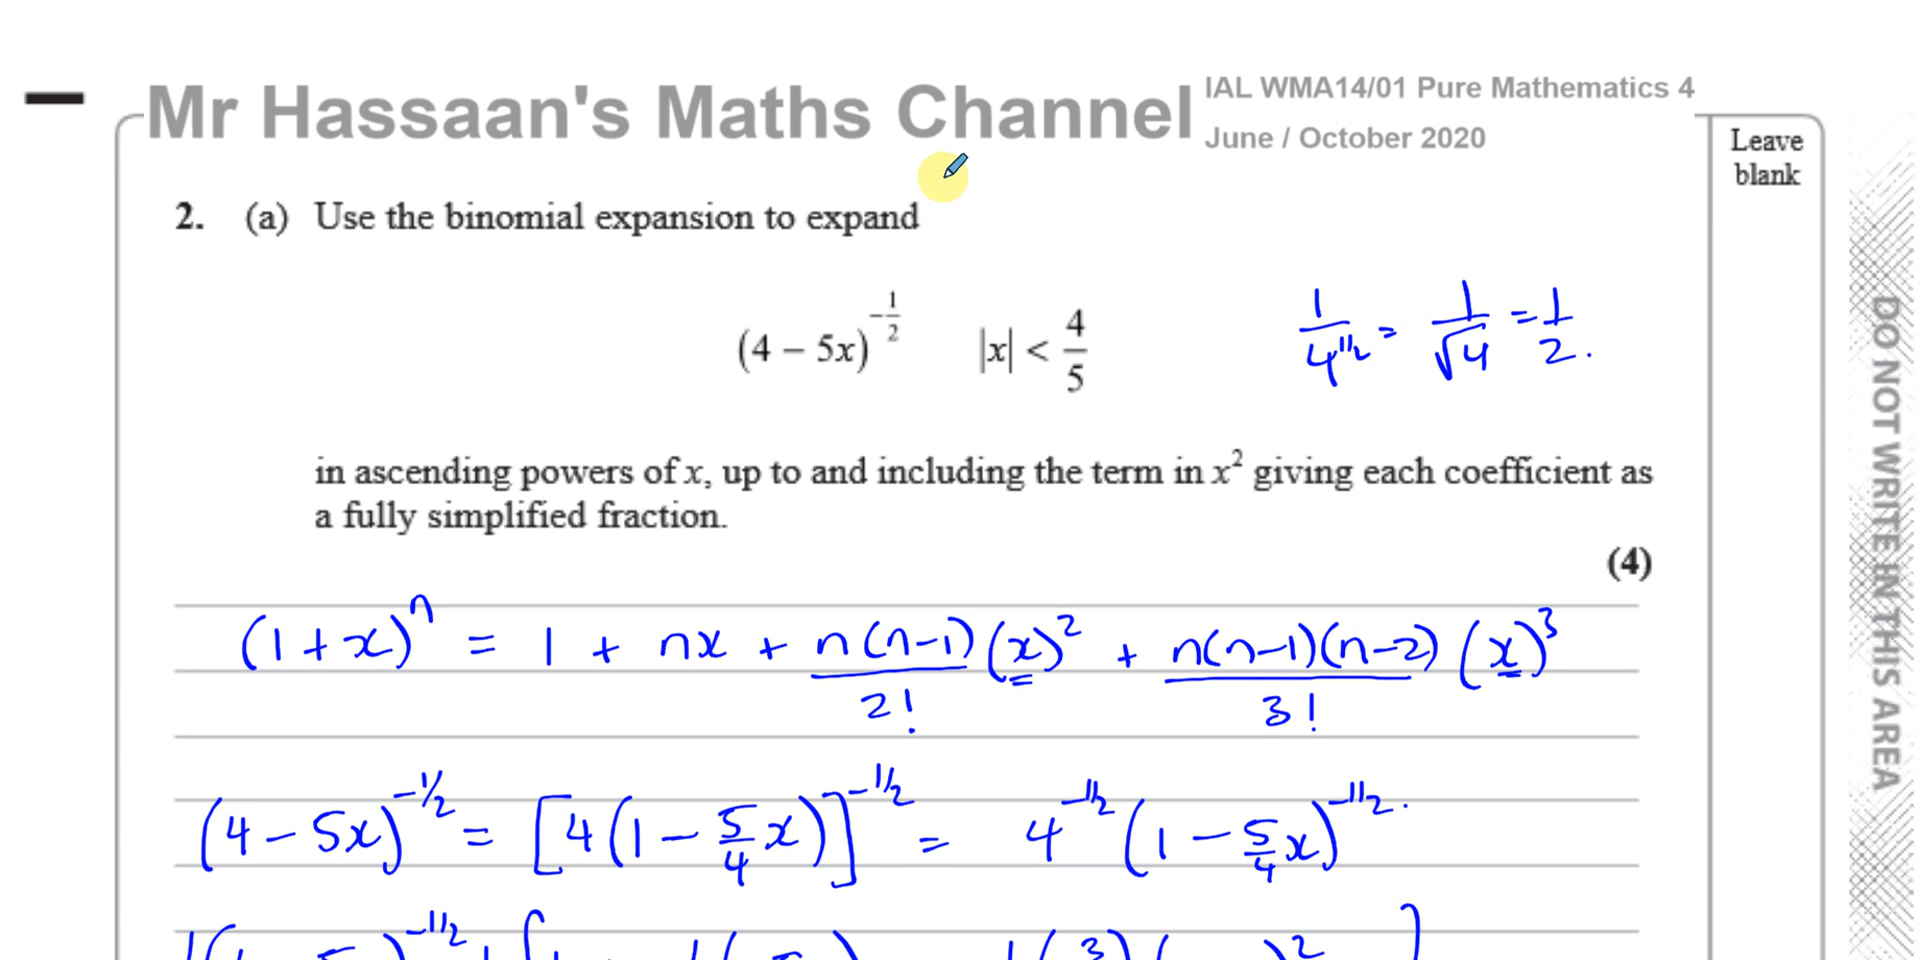 Mr Hassaan's Maths Channel
IAL WMA14/01 Pure Mathematics 4
June / October 2020
Leave
blank
2. (a) Use the binomial expansion to expand
(4 – 5x)^{-1/2} |x| < 4/5
1/4^{1/2} = 1/√4 = 1/2.
in ascending powers of x, up to and including the term in x² giving each coefficient as
a fully simplified fraction.
(4)
(1+x)^n = 1 + nx + n(n-1)/2! (x)² + n(n-1)(n-2)/3! (x)³
(4-5x)^{-1/2} = [4(1 - 5/4 x)]^{-1/2} = 4^{-1/2} (1 - 5/4 x)^{-1/2}.
DO NOT WRITE IN THIS AREA